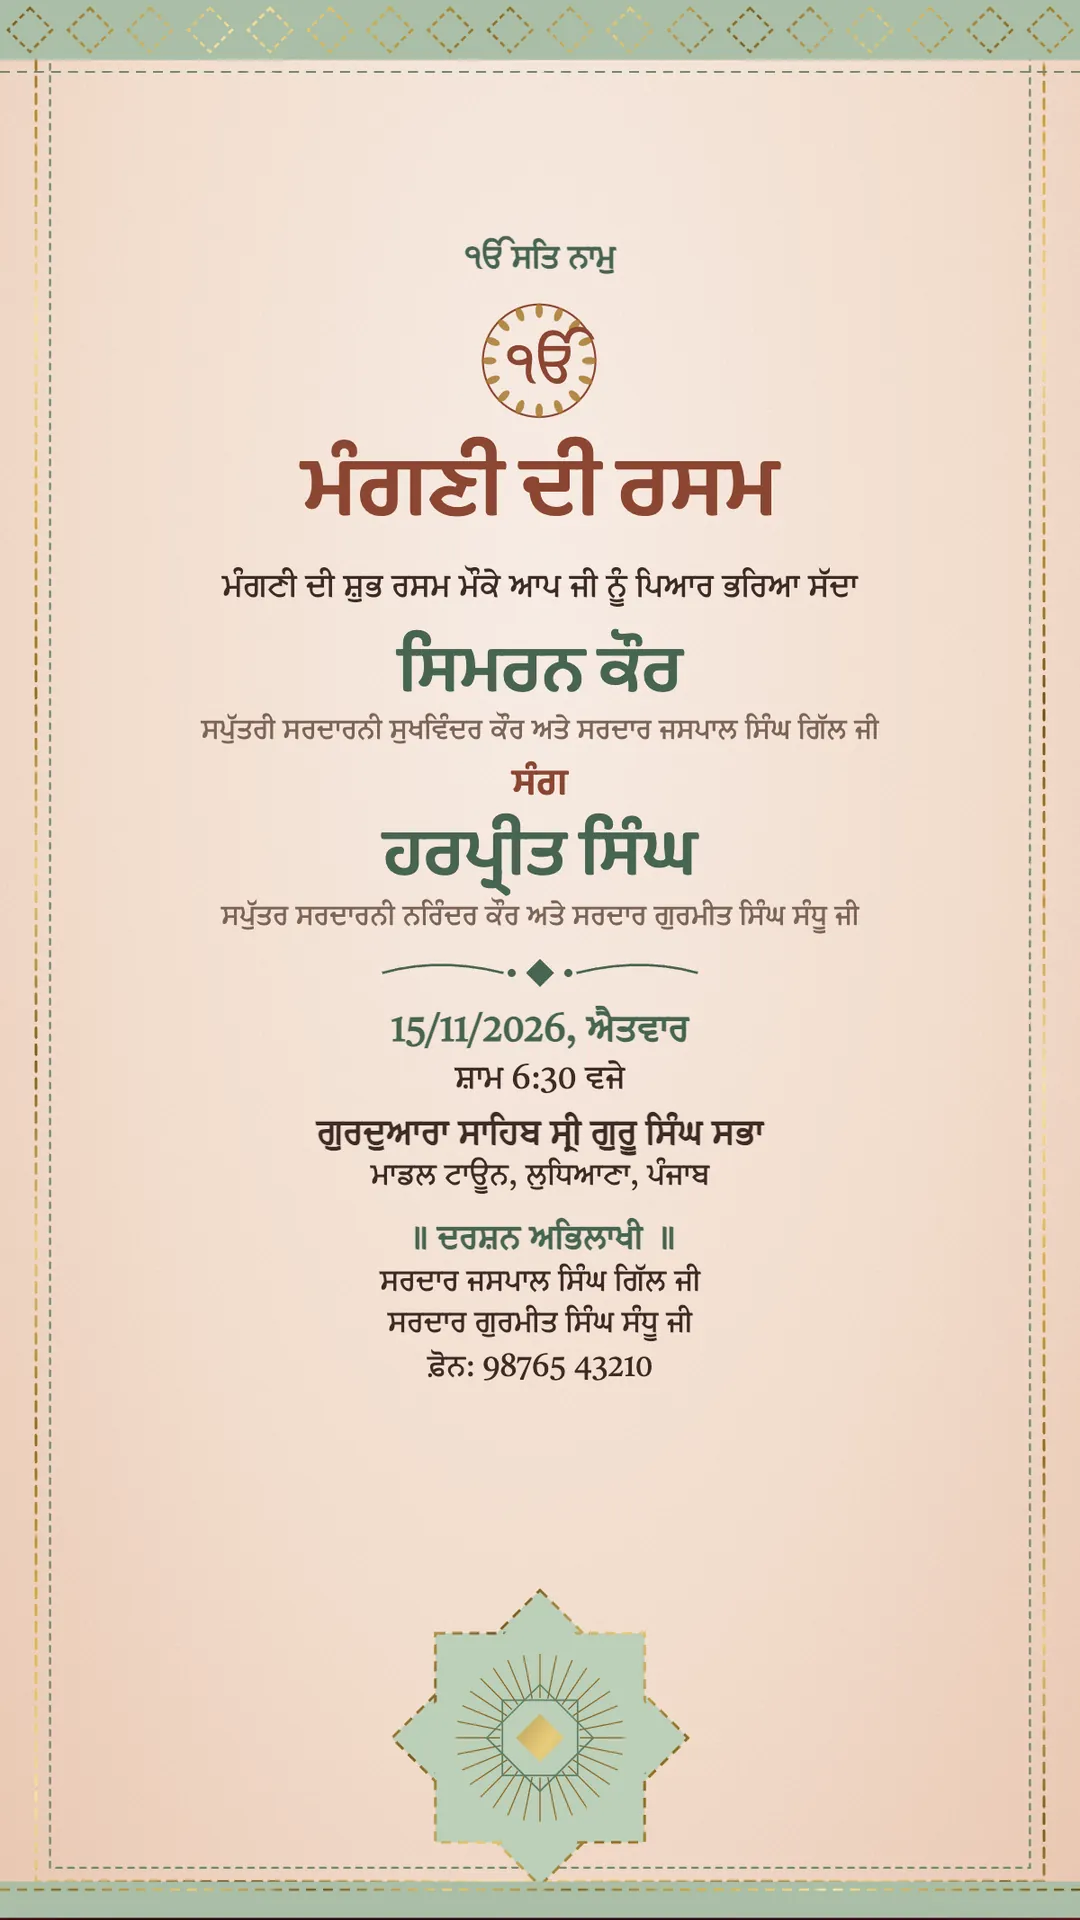 ੴ ਸਤਿ ਨਾਮੁ
ੴ
ਮੰਗਣੀ ਦੀ ਰਸਮ
ਮੰਗਣੀ ਦੀ ਸ਼ੁਭ ਰਸਮ ਮੌਕੇ ਆਪ ਜੀ ਨੂੰ ਪਿਆਰ ਭਰਿਆ ਸੱਦਾ
ਸਿਮਰਨ ਕੌਰ
ਸਪੁੱਤਰੀ ਸਰਦਾਰਨੀ ਸੁਖਵਿੰਦਰ ਕੌਰ ਅਤੇ ਸਰਦਾਰ ਜਸਪਾਲ ਸਿੰਘ ਗਿੱਲ ਜੀ
ਸੰਗ
ਹਰਪ੍ਰੀਤ ਸਿੰਘ
ਸਪੁੱਤਰ ਸਰਦਾਰਨੀ ਨਰਿੰਦਰ ਕੌਰ ਅਤੇ ਸਰਦਾਰ ਗੁਰਮੀਤ ਸਿੰਘ ਸੰਧੂ ਜੀ
15/11/2026, ਐਤਵਾਰ
ਸ਼ਾਮ 6:30 ਵਜੇ
ਗੁਰਦੁਆਰਾ ਸਾਹਿਬ ਸ੍ਰੀ ਗੁਰੂ ਸਿੰਘ ਸਭਾ
ਮਾਡਲ ਟਾਊਨ, ਲੁਧਿਆਣਾ, ਪੰਜਾਬ
॥ ਦਰਸ਼ਨ ਅਭਿਲਾਖੀ ॥
ਸਰਦਾਰ ਜਸਪਾਲ ਸਿੰਘ ਗਿੱਲ ਜੀ
ਸਰਦਾਰ ਗੁਰਮੀਤ ਸਿੰਘ ਸੰਧੂ ਜੀ
ਫ਼ੋਨ: 98765 43210